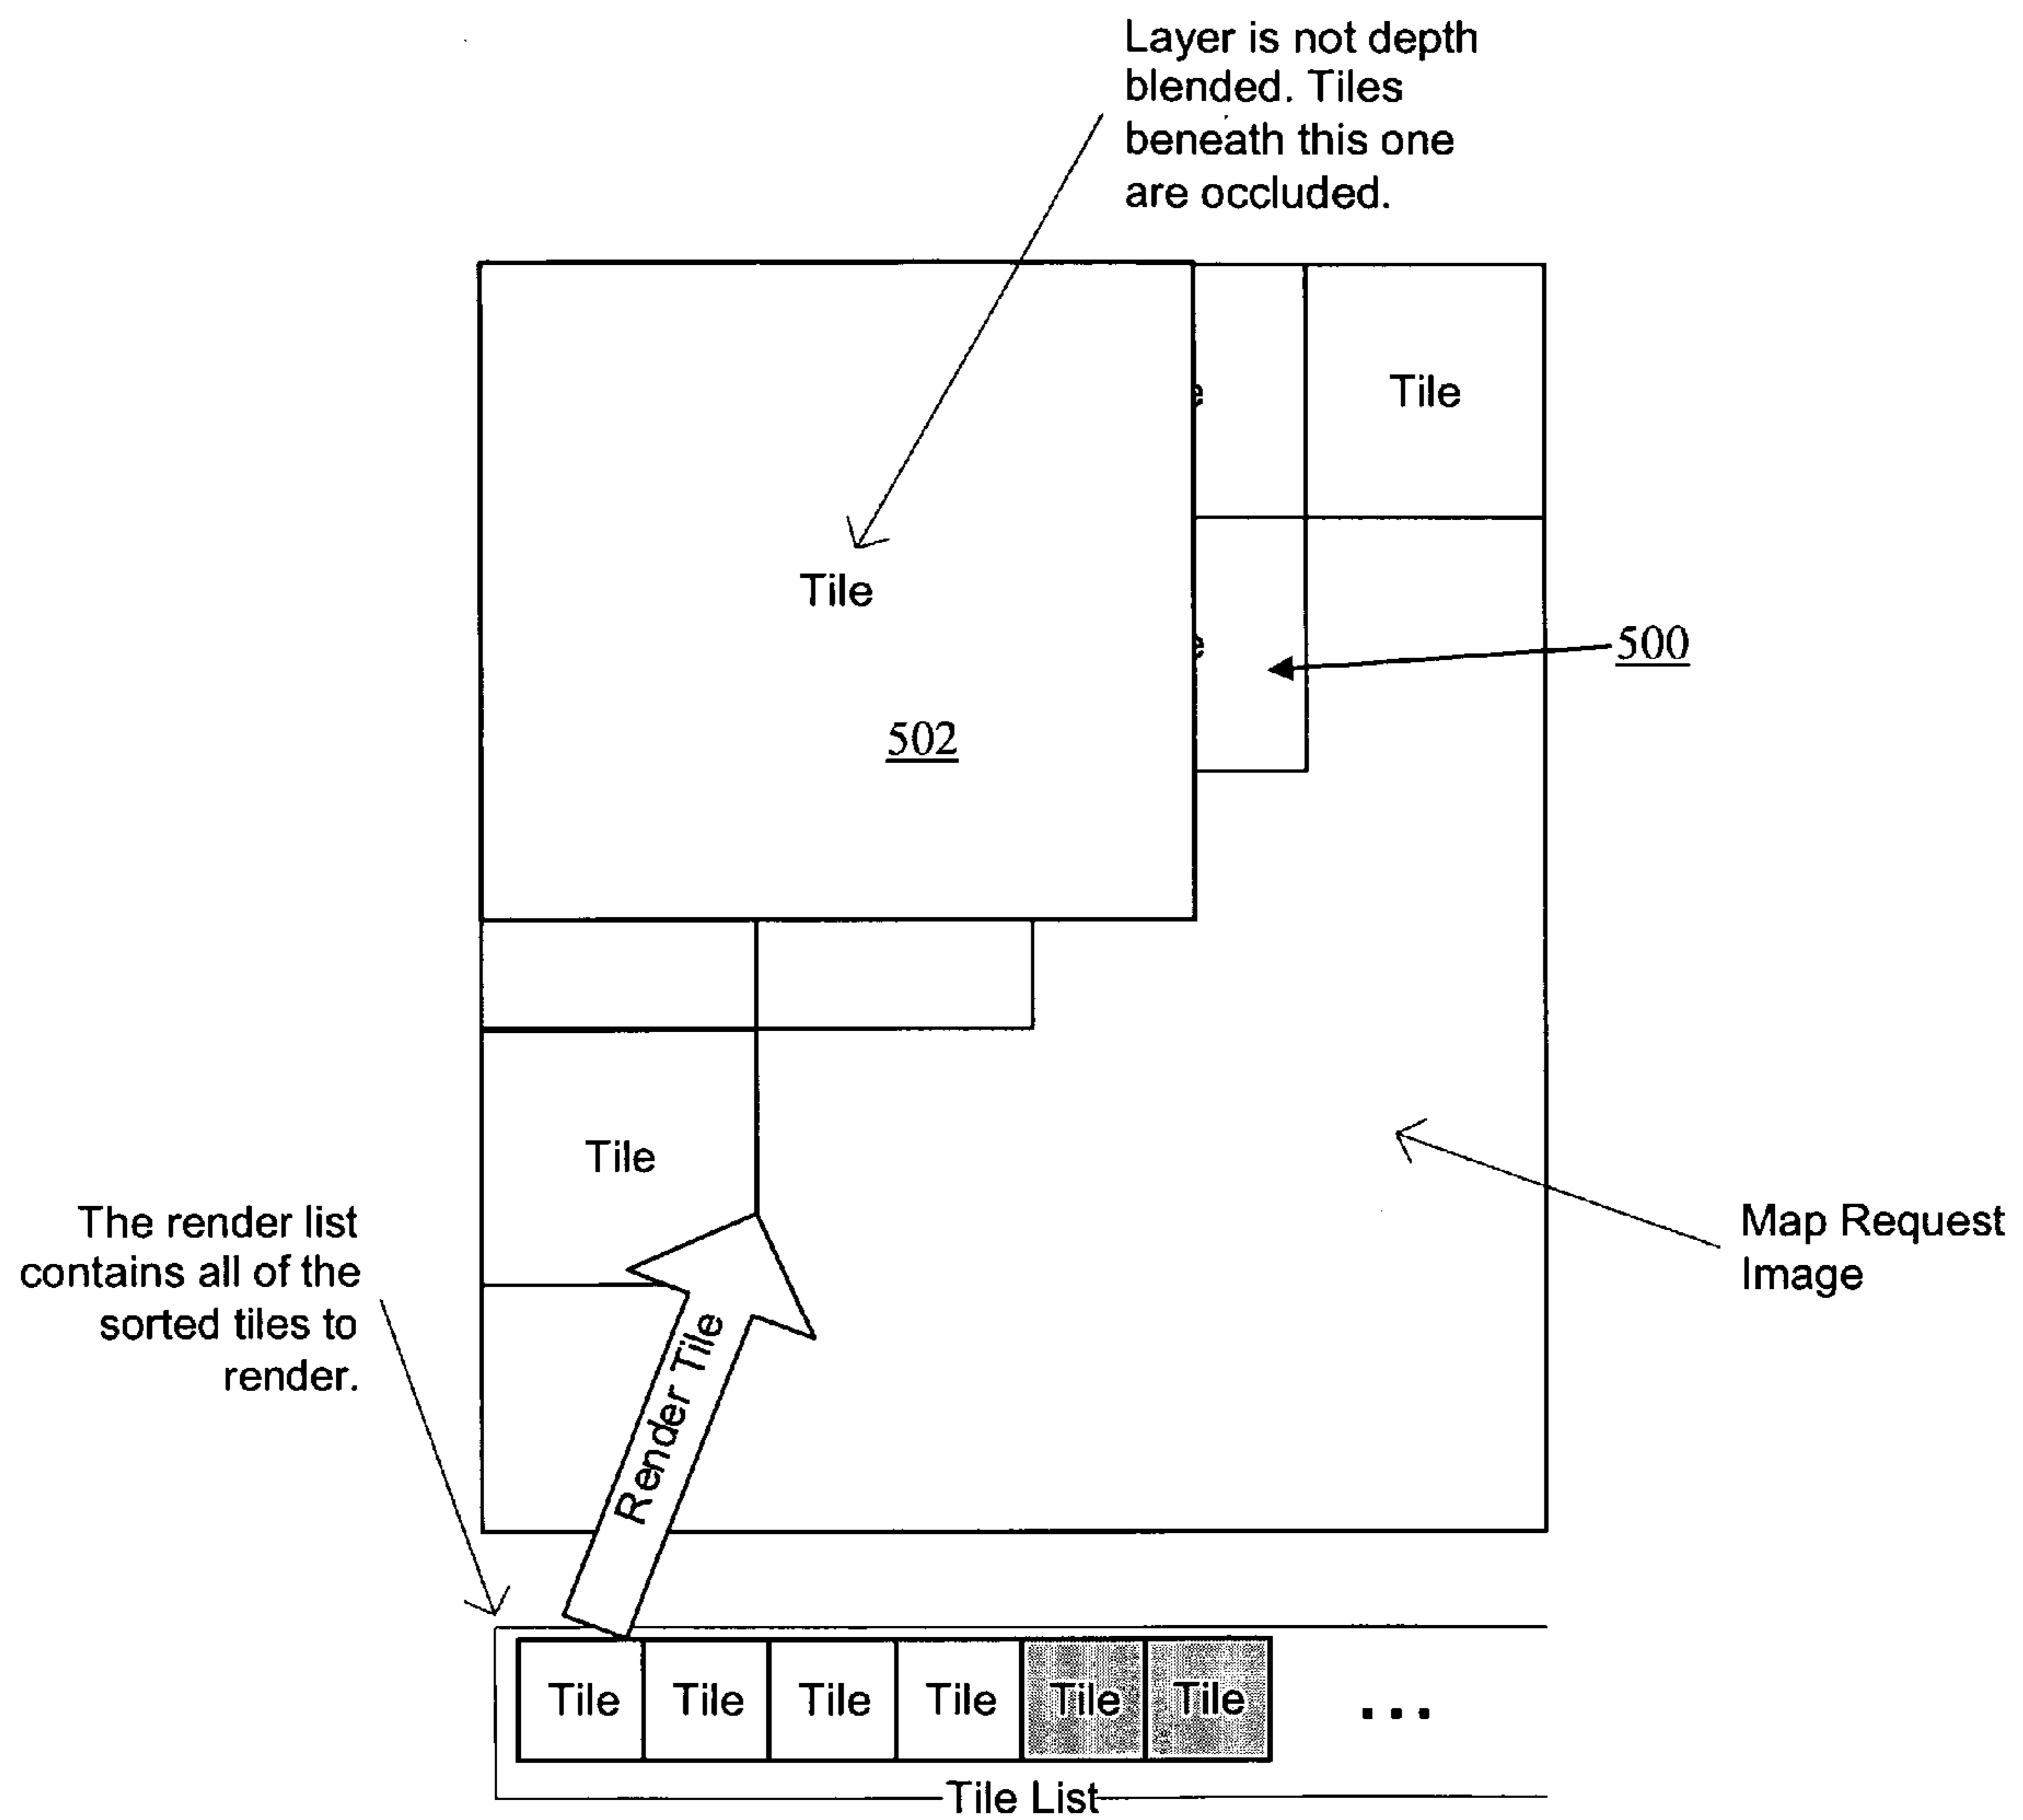 Layer is not depth
blended. Tiles
beneath this one
are occluded.
Tile
e
Tile
500
e
502
Tile
The render list
contains all of the
sorted tiles to
render.
Map Request
Image
Render Tile
Tile Tile Tile Tile Tile Tile ...
Tile List